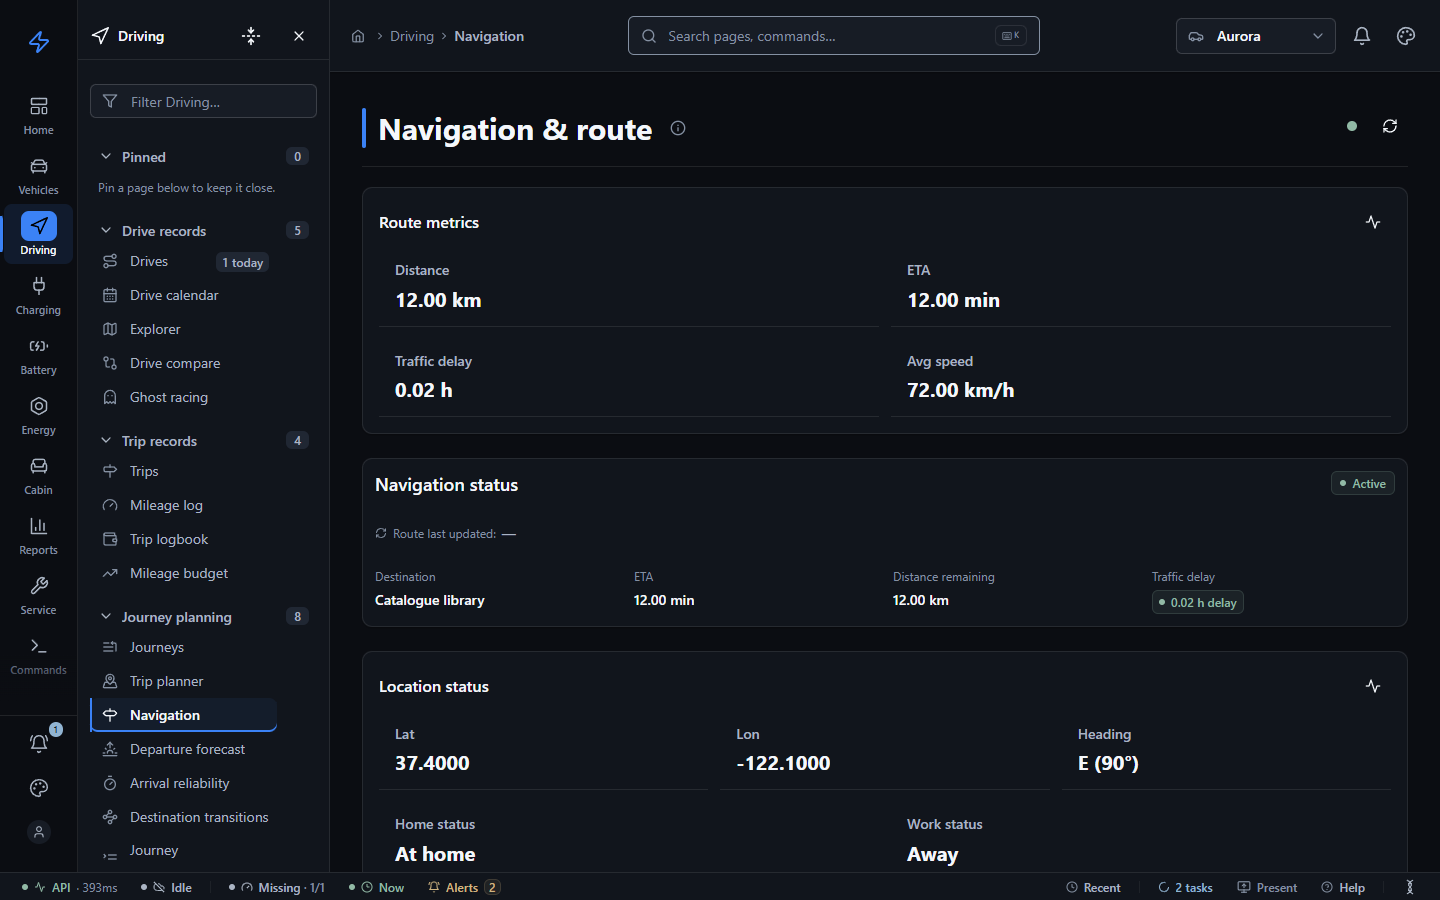 Home
Vehicles
Driving
Charging
Battery
Energy
Cabin
Reports
Service
Commands
1
Driving
Filter Driving...
Pinned 0
Pin a page below to keep it close.
Drive records 5
Drives 1 today
Drive calendar
Explorer
Drive compare
Ghost racing
Trip records 4
Trips
Mileage log
Trip logbook
Mileage budget
Journey planning 8
Journeys
Trip planner
Navigation
Departure forecast
Arrival reliability
Destination transitions
Journey
Driving Navigation
Search pages, commands... K
Aurora
Navigation & route
Route metrics
Distance ETA
12.00 km 12.00 min
Traffic delay Avg speed
0.02 h 72.00 km/h
Navigation status Active
Route last updated: —
Destination ETA Distance remaining Traffic delay
Catalogue library 12.00 min 12.00 km 0.02 h delay
Location status
Lat Lon Heading
37.4000 -122.1000 E (90°)
Home status Work status
At home Away
API · 393ms Idle Missing · 1/1 Now Alerts 2 Recent 2 tasks Present Help